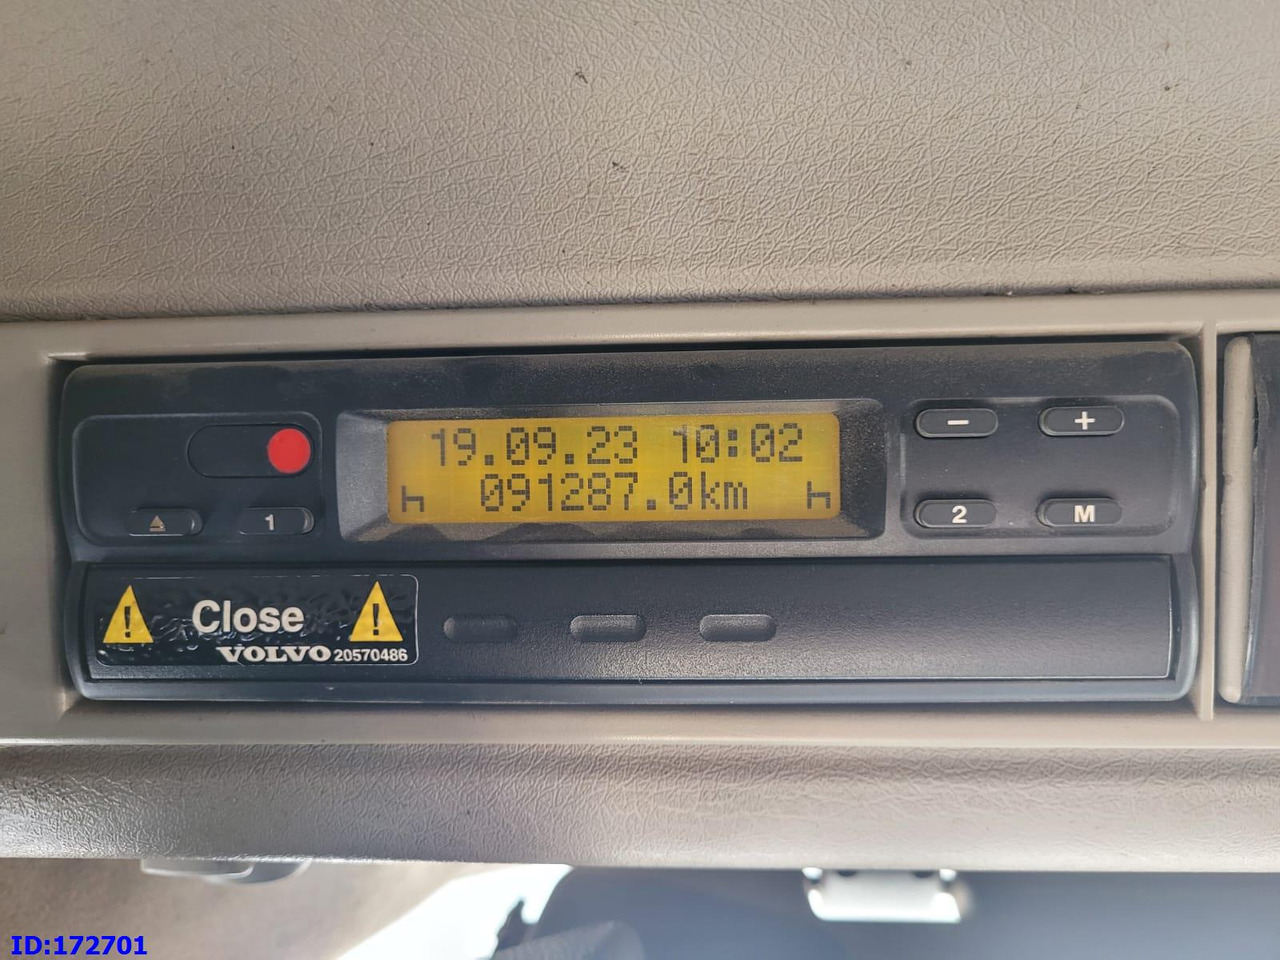 19.09.23 10:02
h 091287.0km h
1
−
+
2
M
Close
VOLVO 20570486
ID:172701